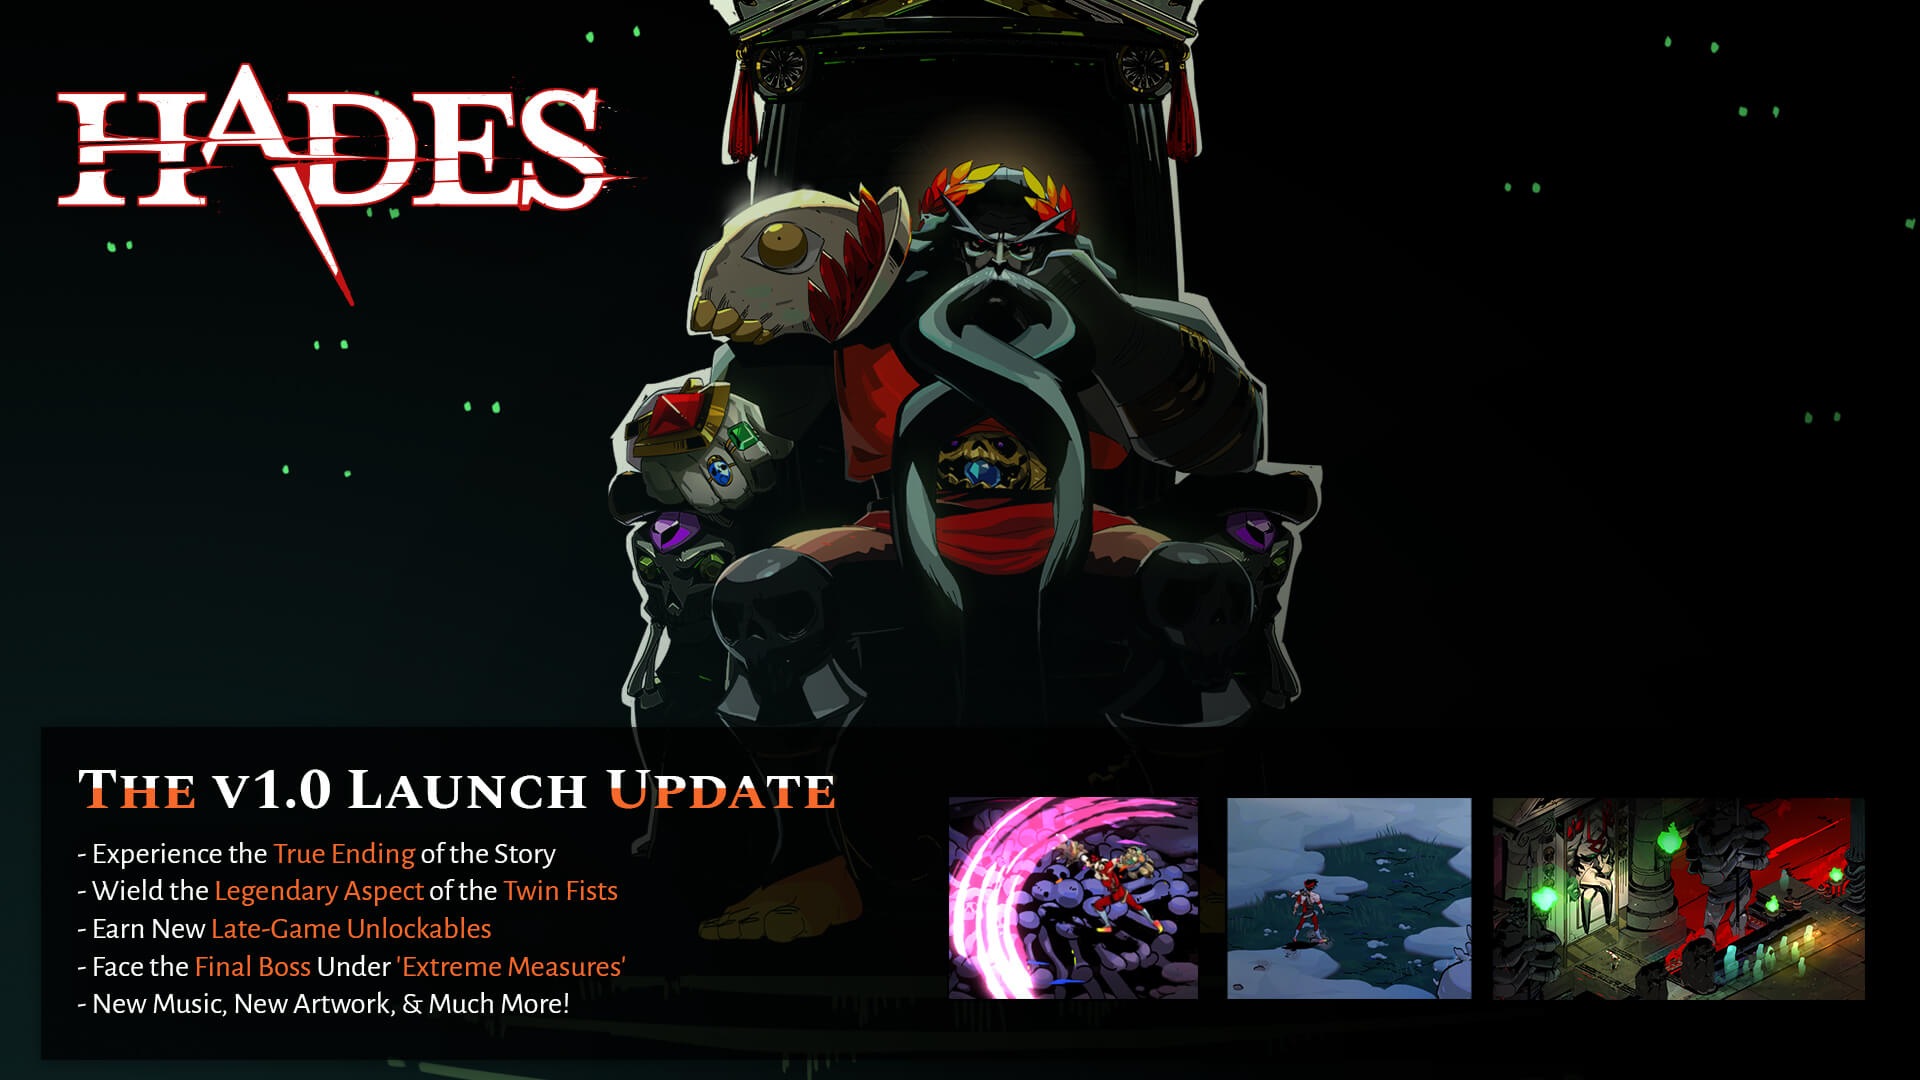 HADES
THE V1.0 LAUNCH UPDATE
- Experience the True Ending of the Story
- Wield the Legendary Aspect of the Twin Fists
- Earn New Late-Game Unlockables
- Face the Final Boss Under 'Extreme Measures'
- New Music, New Artwork, & Much More!